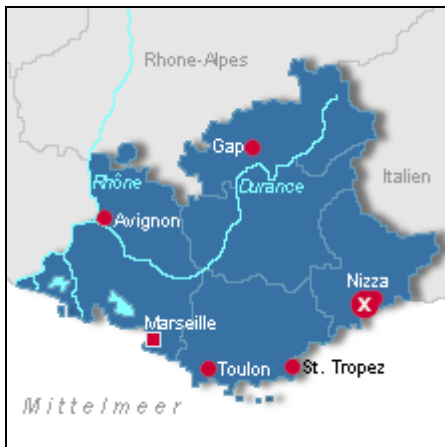 Rhone-Alpes
Gap
Italien
Rhône
Durance
Avignon
Nizza
X
Marseille
Toulon
St. Tropez
Mittelmeer